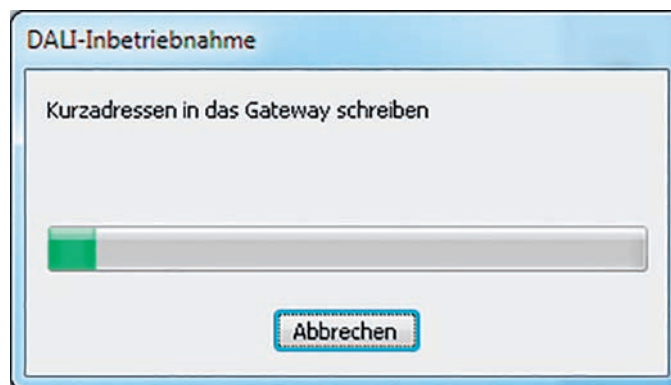 DALI-Inbetriebnahme
Kurzadressen in das Gateway schreiben
Abbrechen